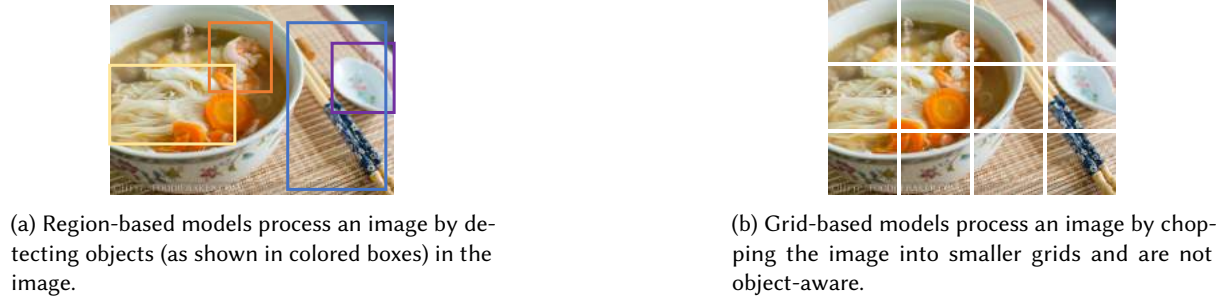 (a) Region-based models process an image by de-
tecting objects (as shown in colored boxes) in the
image.
(b) Grid-based models process an image by chop-
ping the image into smaller grids and are not
object-aware.